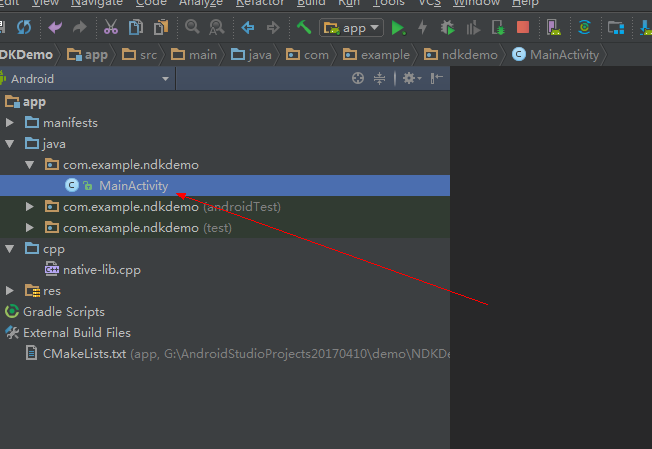 Edit View Navigate Code Analyze Refactor Build Run Tools VCS Window Help
app
NDKDemo app src main java com example ndkdemo MainActivity
Android
app
manifests
java
com.example.ndkdemo
MainActivity
com.example.ndkdemo (androidTest)
com.example.ndkdemo (test)
cpp
native-lib.cpp
res
Gradle Scripts
External Build Files
CMakeLists.txt (app, G:\AndroidStudioProjects20170410\demo\NDKDe